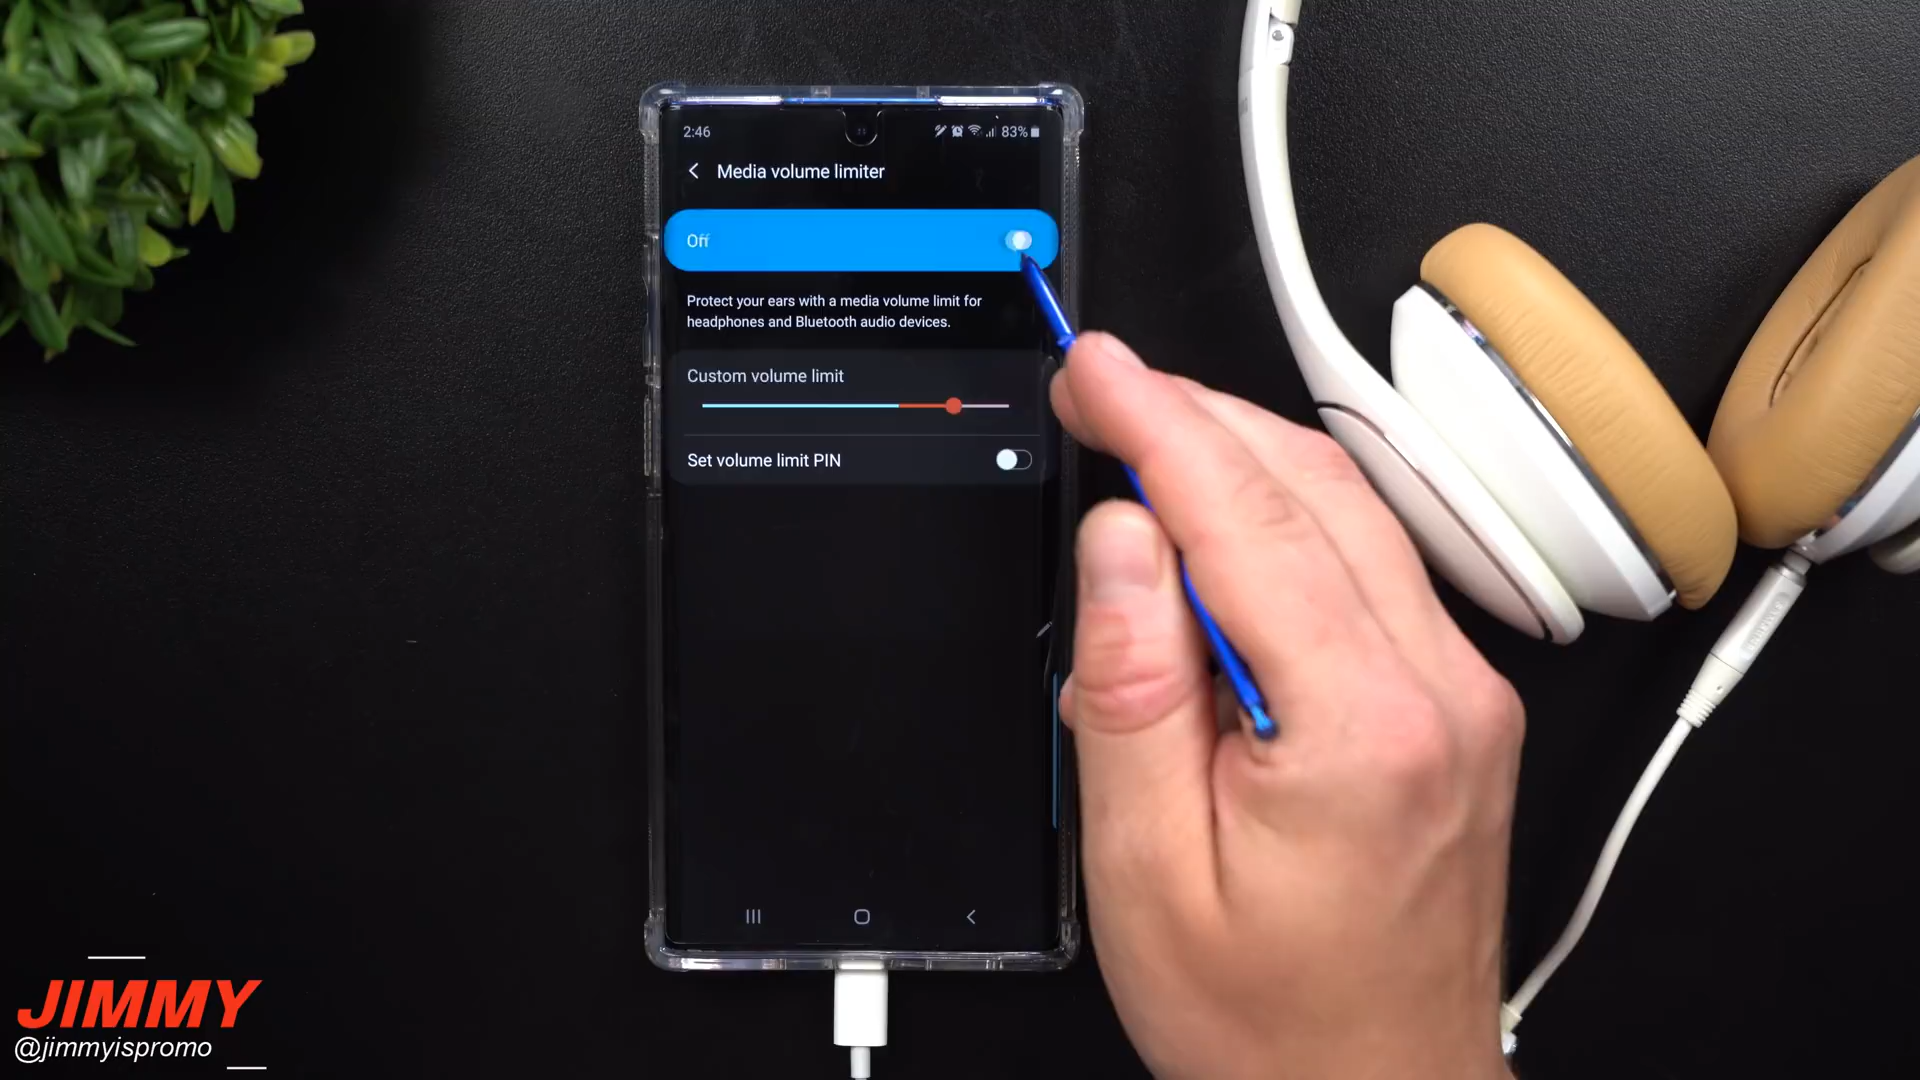 2:46
83%
Media volume limiter
Off
Protect your ears with a media volume limit for
headphones and Bluetooth audio devices.
Custom volume limit
Set volume limit PIN
JIMMY
@jimmyispromo